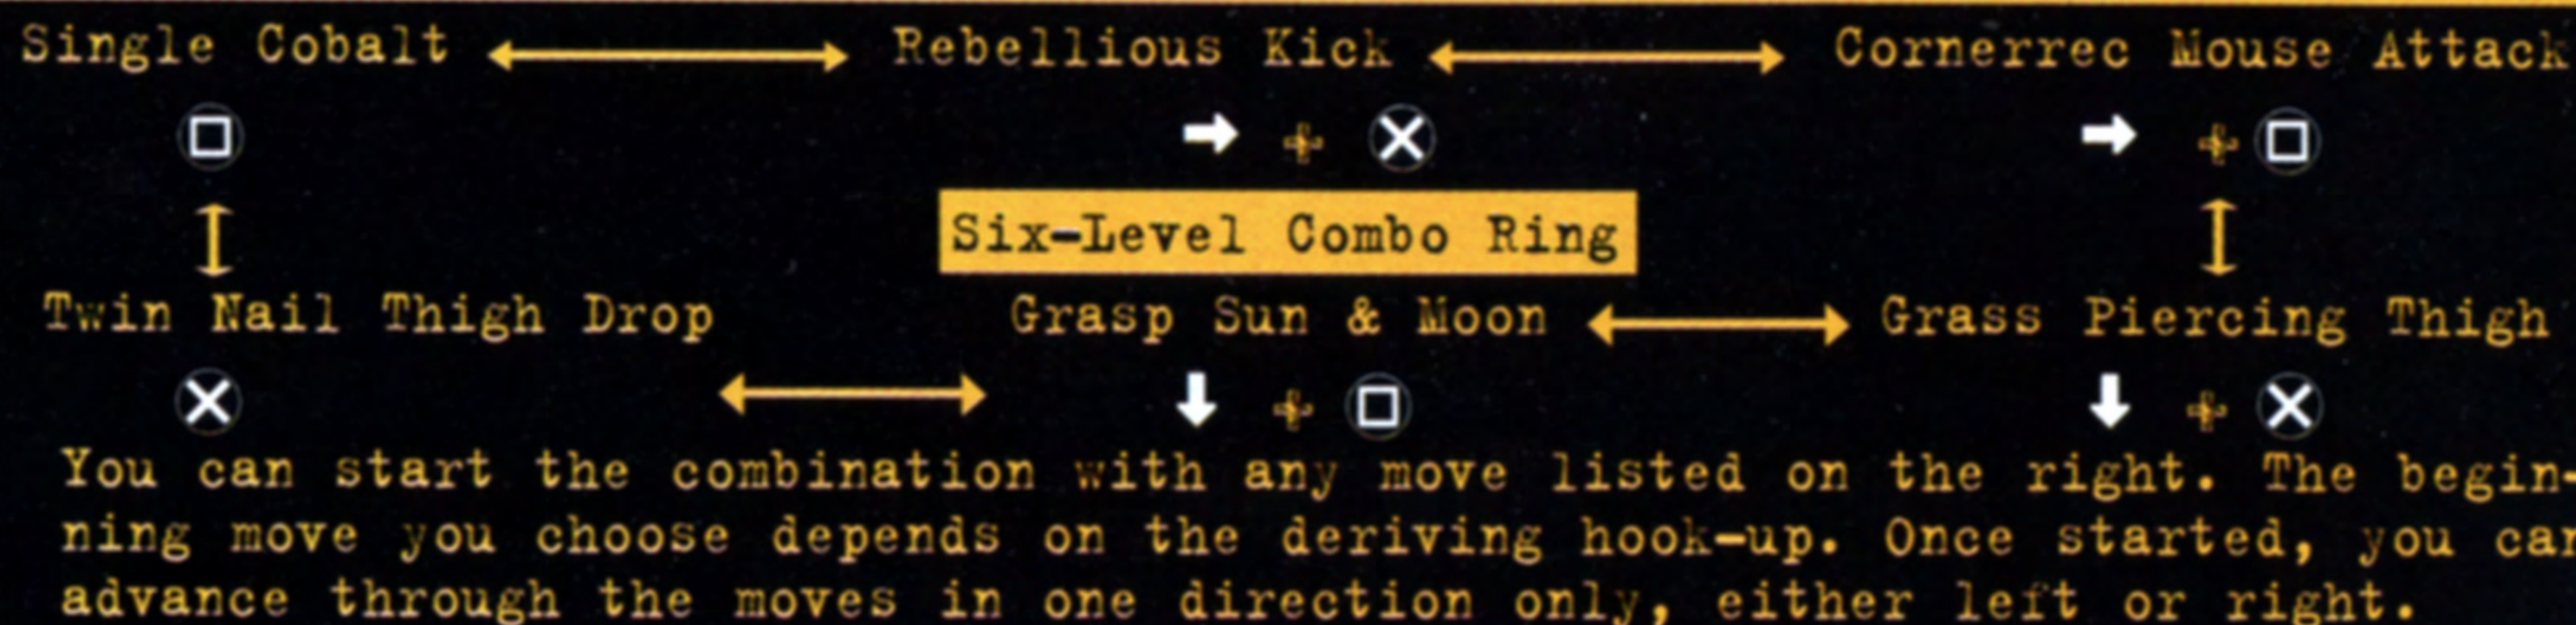 Single Cobalt Rebellious Kick Cornerrec Mouse Attack
+ +
Six-Level Combo Ring
Twin Nail Thigh Drop Grasp Sun & Moon Grass Piercing Thigh
+ +
You can start the combination with any move listed on the right. The begin-
ning move you choose depends on the deriving hook-up. Once started, you can
advance through the moves in one direction only, either left or right.